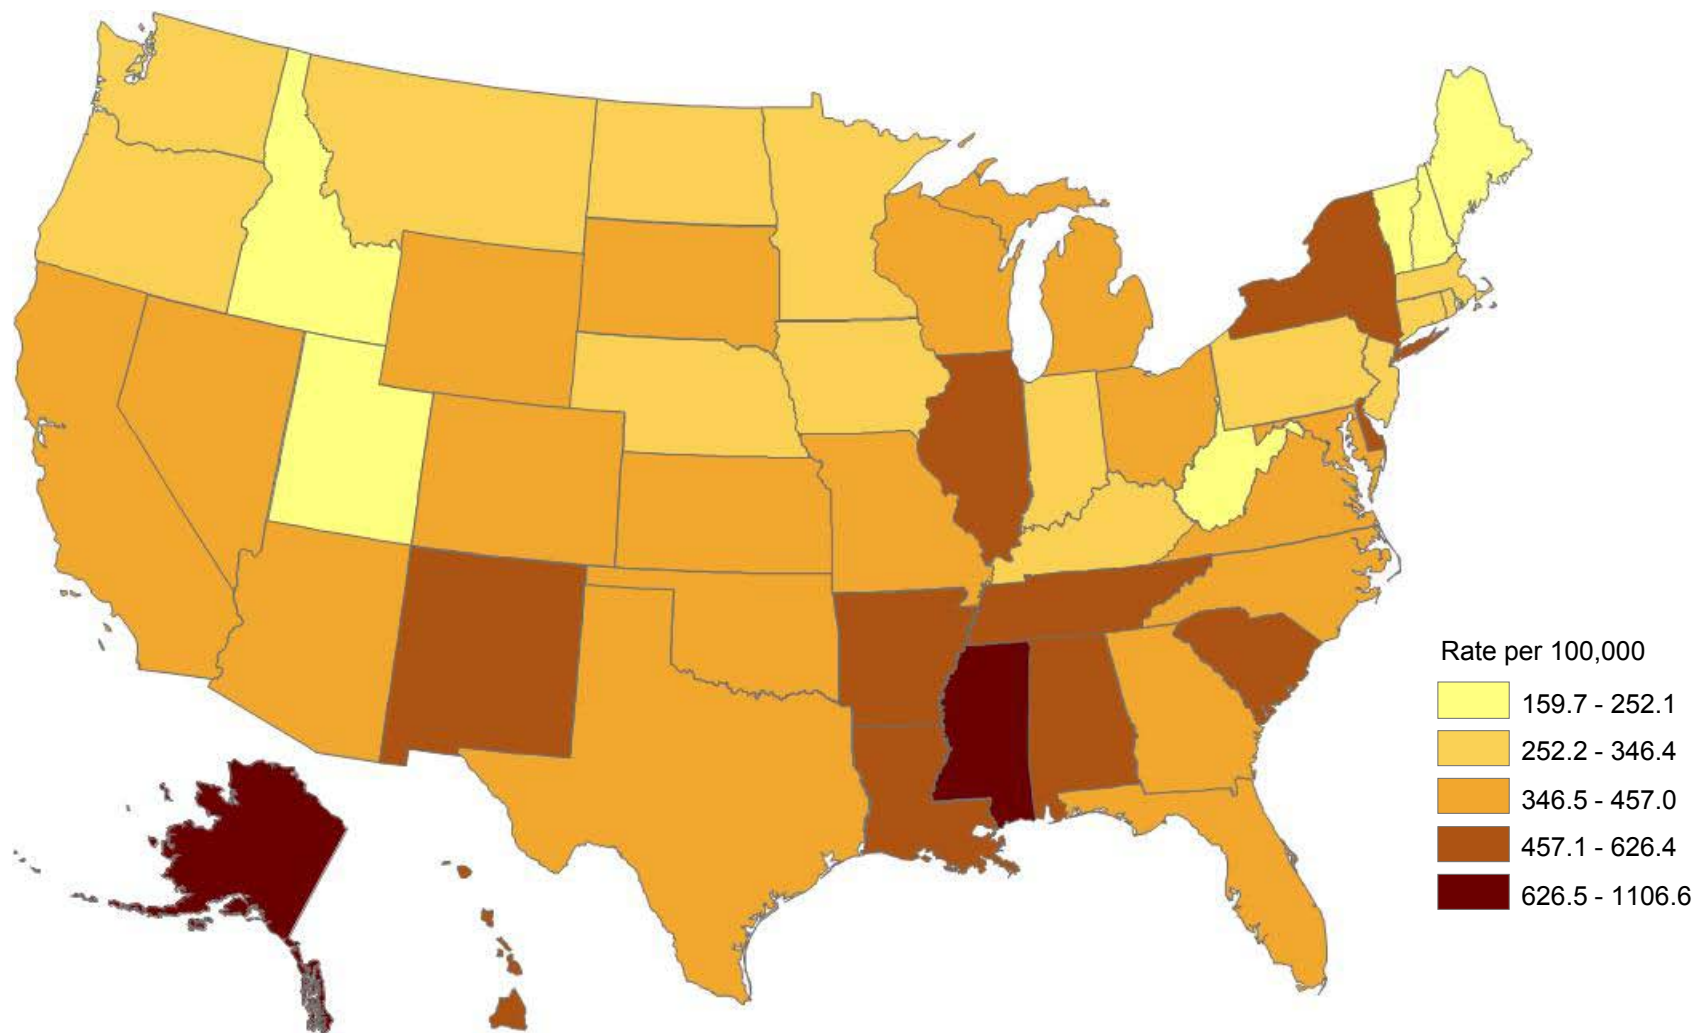 Rate per 100,000
159.7 - 252.1
252.2 - 346.4
346.5 - 457.0
457.1 - 626.4
626.5 - 1106.6